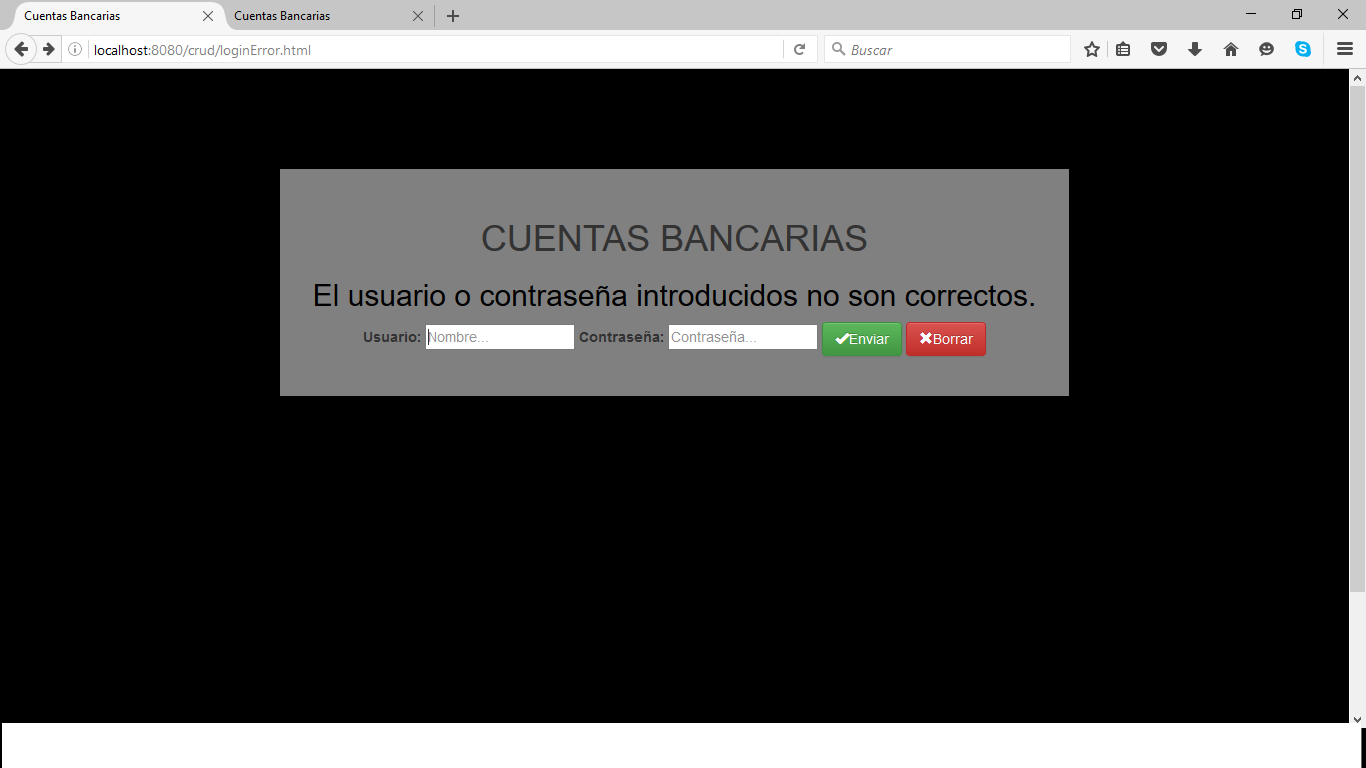 Cuentas Bancarias
Cuentas Bancarias
localhost:8080/crud/loginError.html
Buscar
CUENTAS BANCARIAS
El usuario o contraseña introducidos no son correctos.
Usuario: Nombre... Contraseña: Contraseña... Enviar Borrar